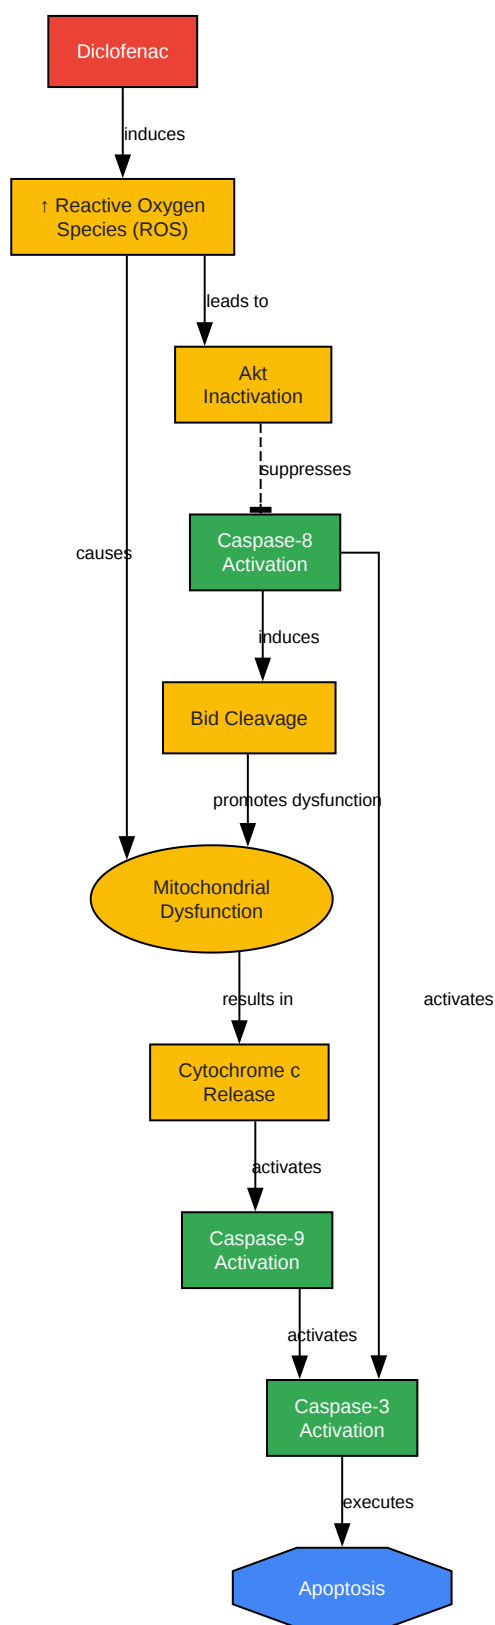 Diclofenac
induces
↑ Reactive Oxygen
Species (ROS)
leads to
Akt
Inactivation
suppresses
Caspase-8
Activation
causes
induces
Bid Cleavage
promotes dysfunction
Mitochondrial
Dysfunction
results in
activates
Cytochrome c
Release
activates
Caspase-9
Activation
activates
Caspase-3
Activation
executes
Apoptosis